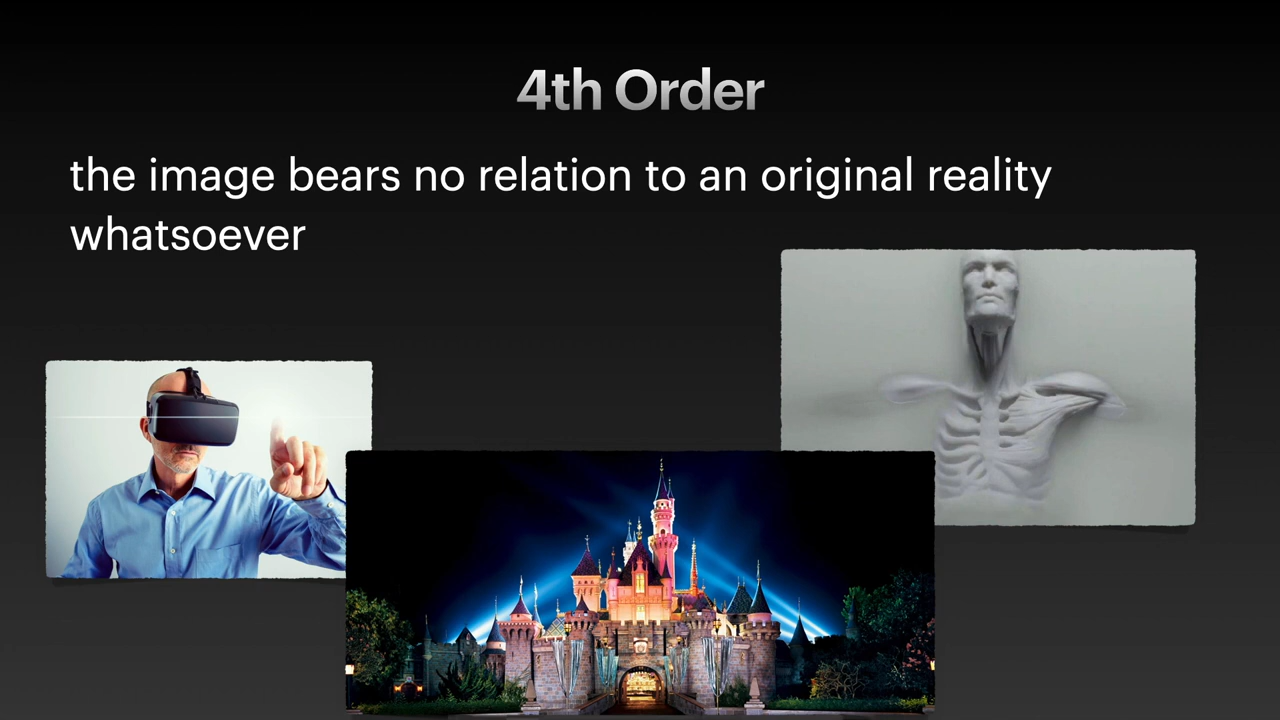 4th Order
the image bears no relation to an original reality
whatsoever